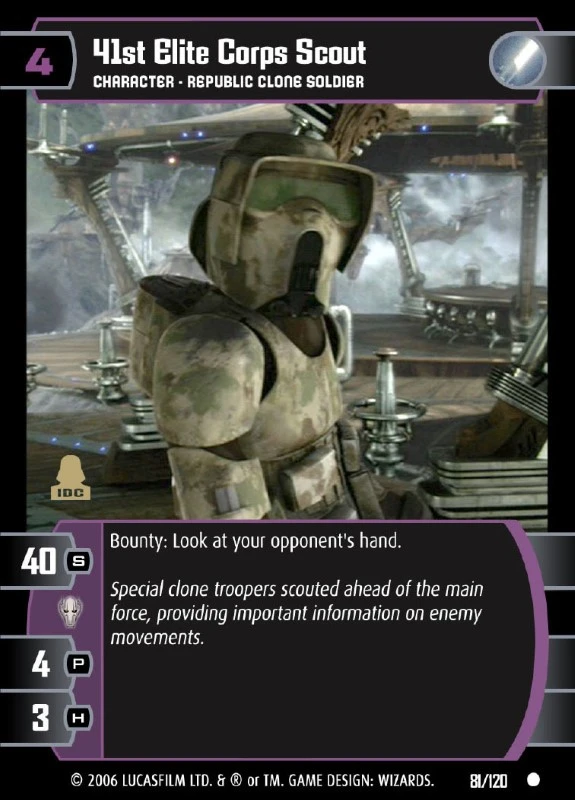 4
41st Elite Corps Scout
CHARACTER · REPUBLIC CLONE SOLDIER
IDC
Bounty: Look at your opponent's hand.
Special clone troopers scouted ahead of the main
force, providing important information on enemy
movements.
40 S
4 P
3 H
© 2006 LUCASFILM LTD. & ® or TM. GAME DESIGN: WIZARDS. 81/120